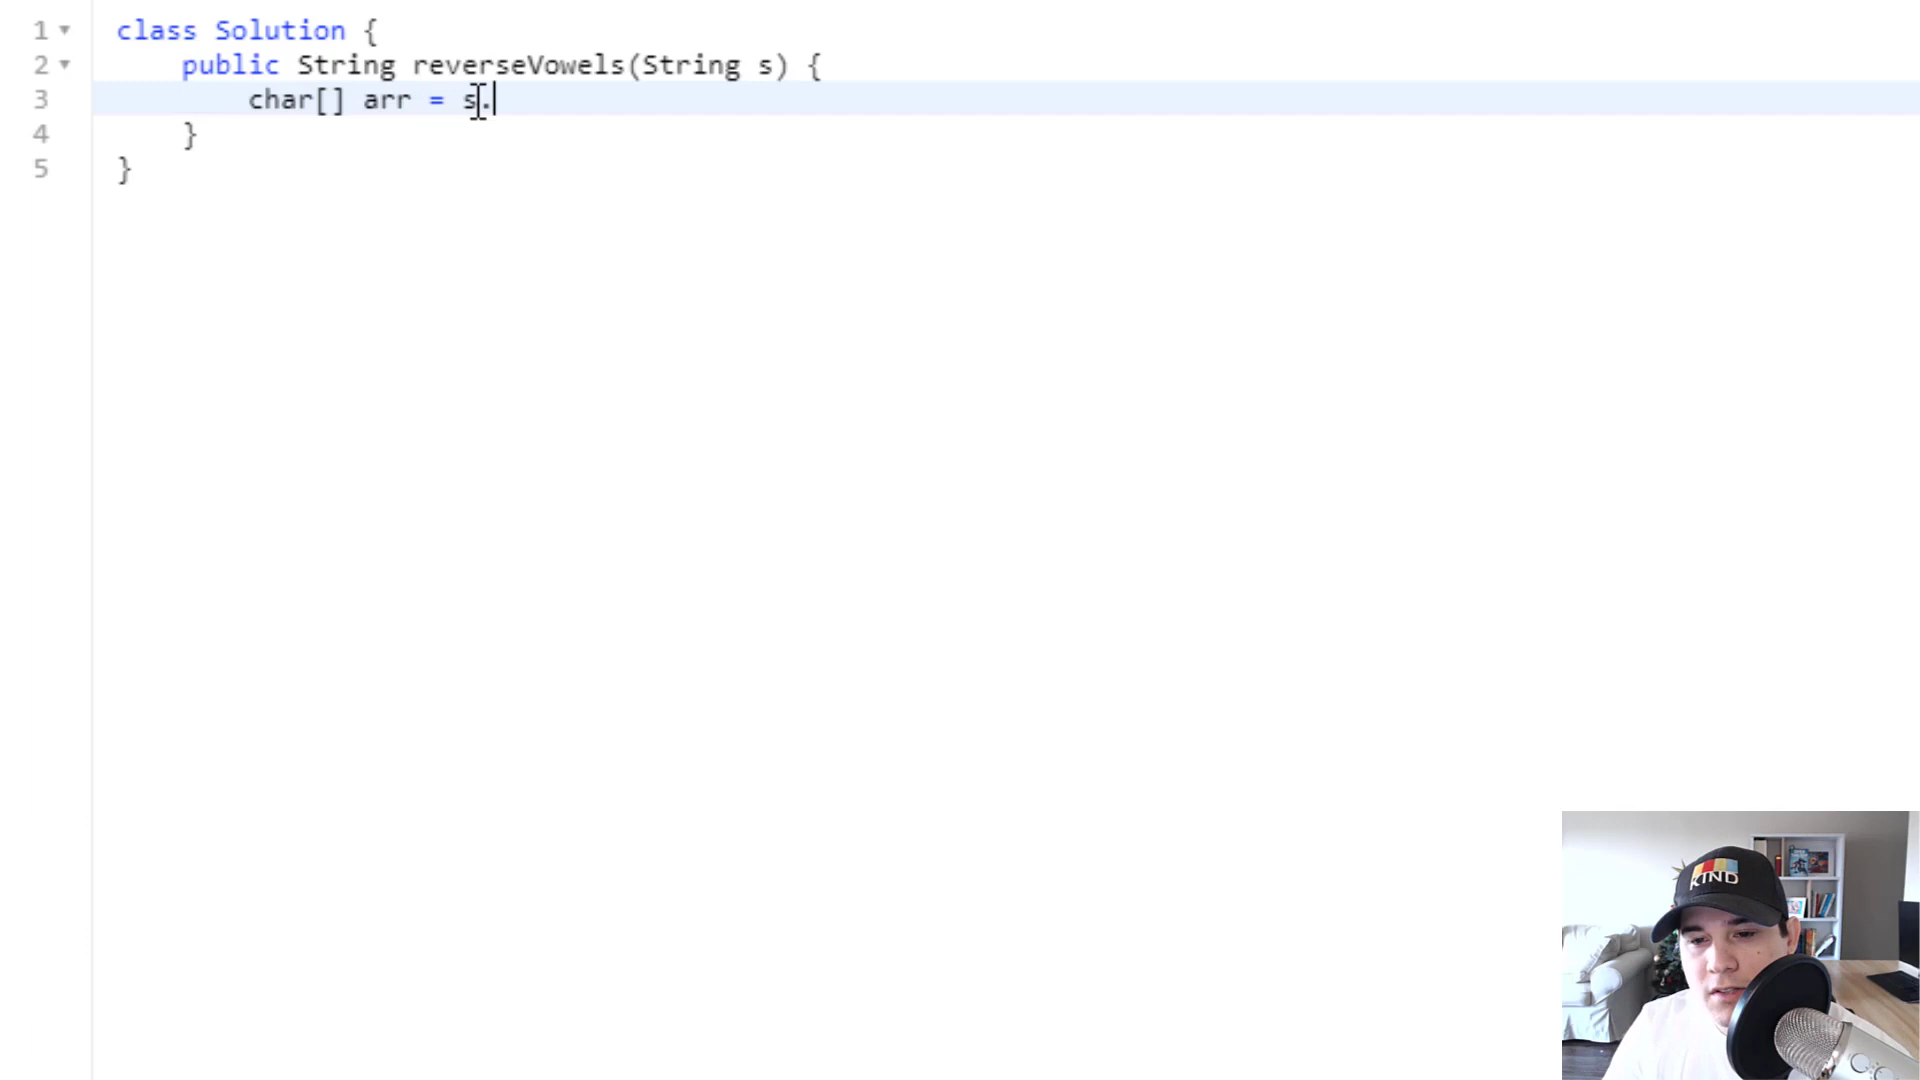 1 class Solution {
2 public String reverseVowels(String s) {
3 char[] arr = s.
4 }
5 }
KIND